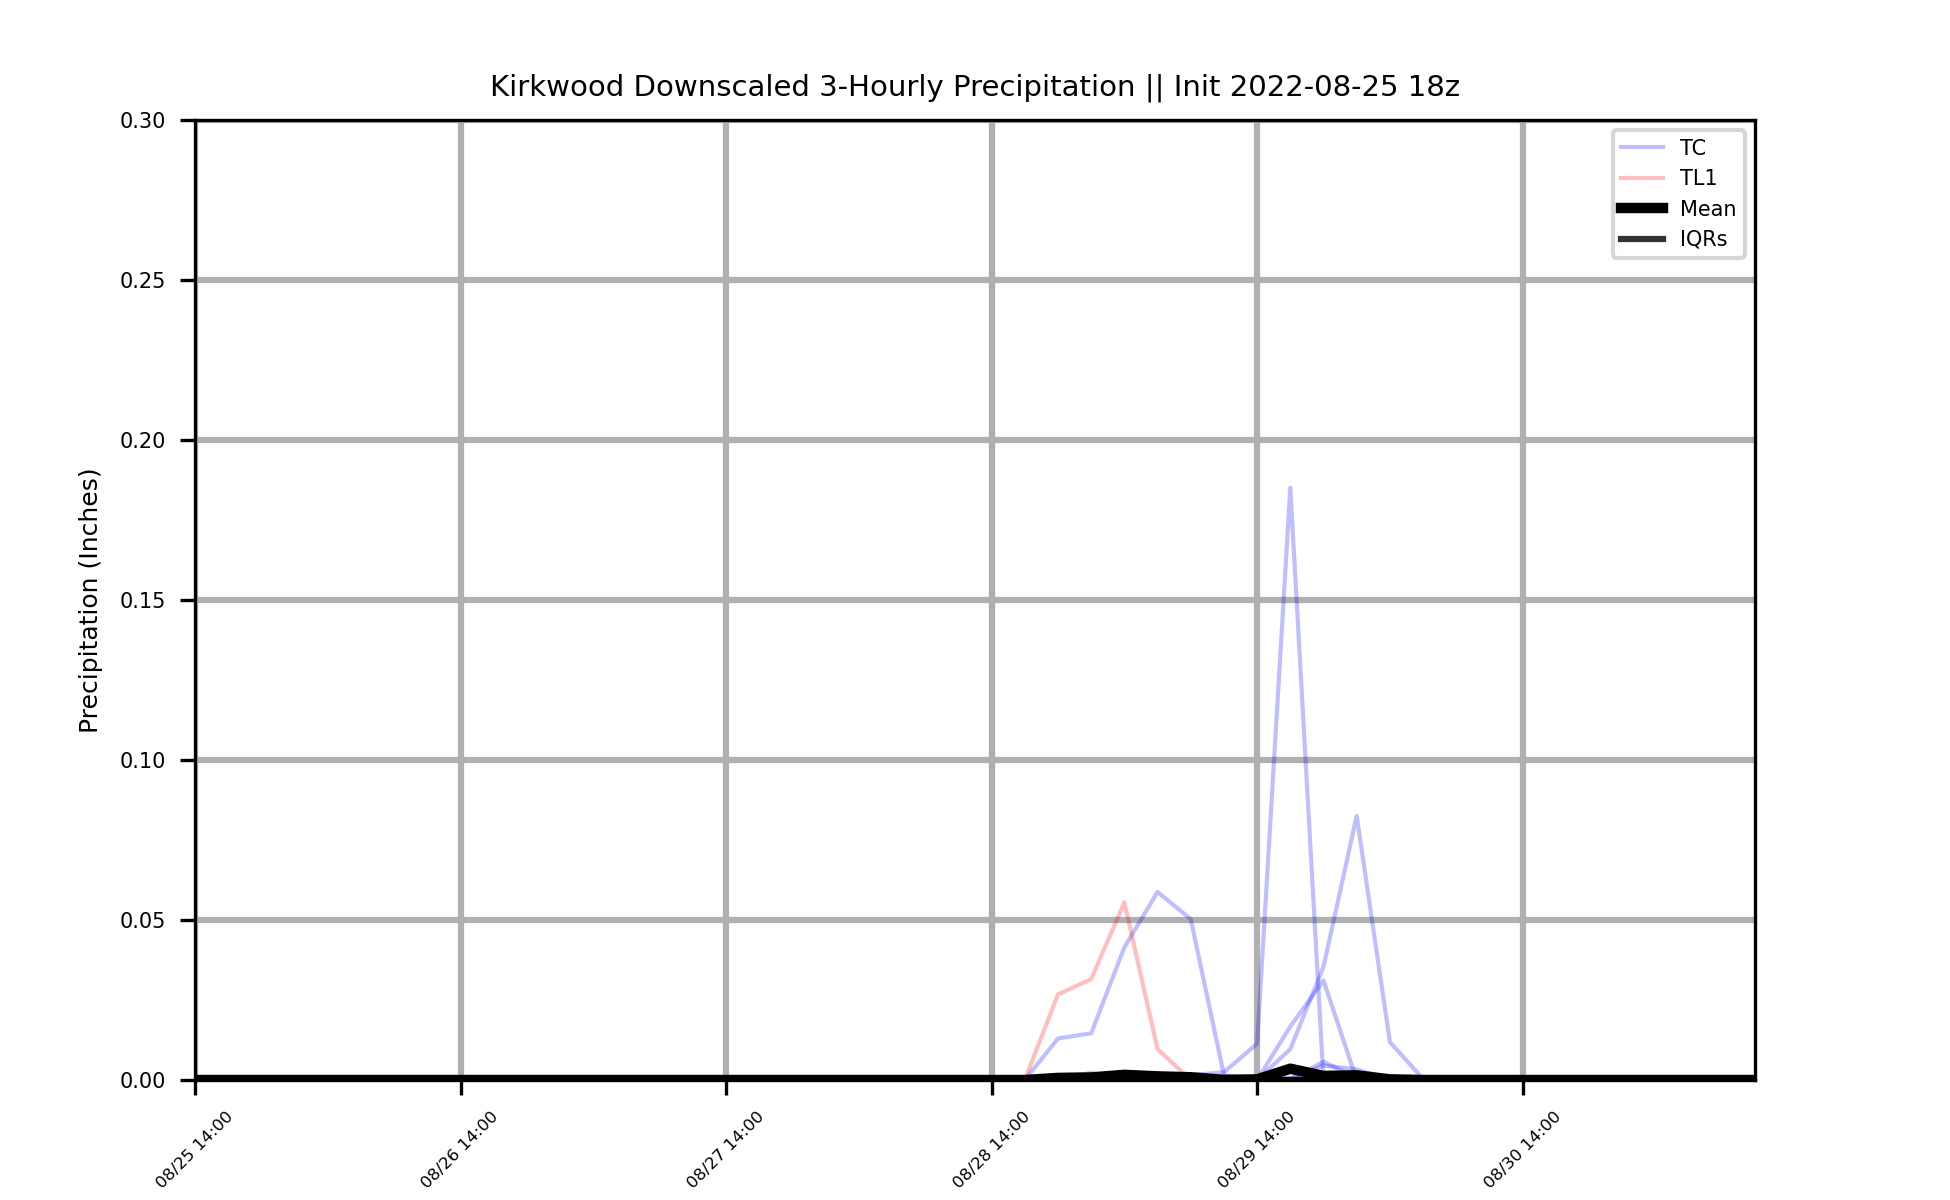 Kirkwood Downscaled 3-Hourly Precipitation || Init 2022-08-25 18z
0.30
0.25
0.20
0.15
0.10
0.05
0.00
Precipitation (Inches)
TC
TL1
Mean
IQRs
08/25 14:00
08/26 14:00
08/27 14:00
08/28 14:00
08/29 14:00
08/30 14:00